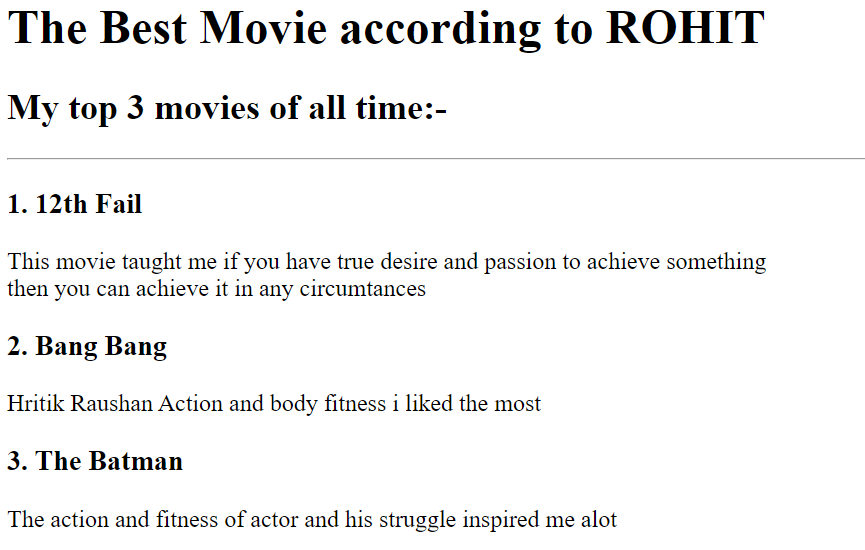 The Best Movie according to ROHIT
My top 3 movies of all time:-
1. 12th Fail
This movie taught me if you have true desire and passion to achieve something
then you can achieve it in any circumtances
2. Bang Bang
Hritik Raushan Action and body fitness i liked the most
3. The Batman
The action and fitness of actor and his struggle inspired me alot